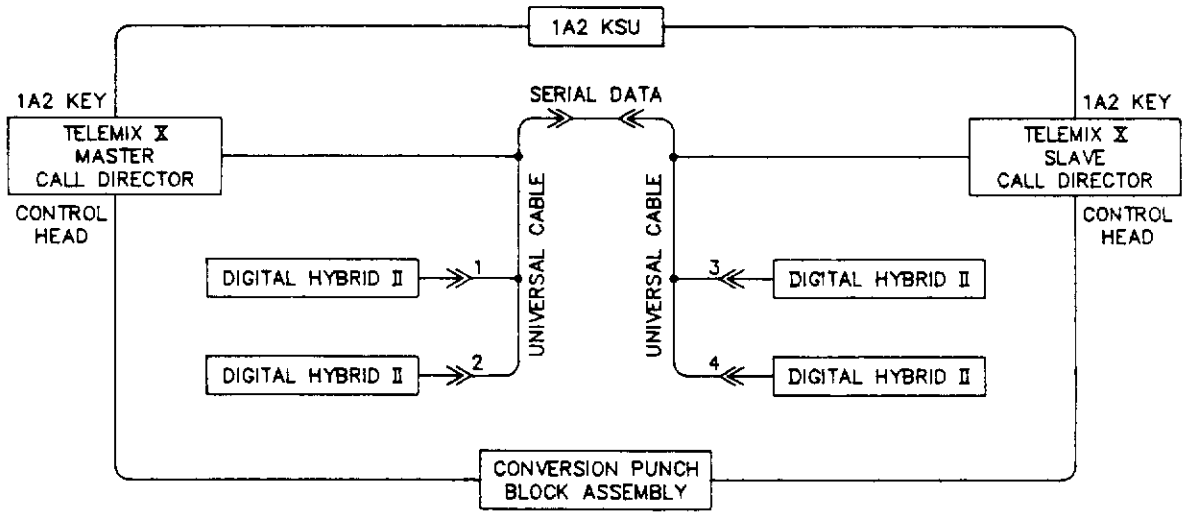 1A2 KSU
SERIAL DATA
1A2 KEY
TELEMIX X
MASTER
CALL DIRECTOR
CONTROL
HEAD
1A2 KEY
TELEMIX X
SLAVE
CALL DIRECTOR
CONTROL
HEAD
UNIVERSAL CABLE
UNIVERSAL CABLE
DIGITAL HYBRID II
1
DIGITAL HYBRID II
2
3
DIGITAL HYBRID II
4
DIGITAL HYBRID II
CONVERSION PUNCH
BLOCK ASSEMBLY